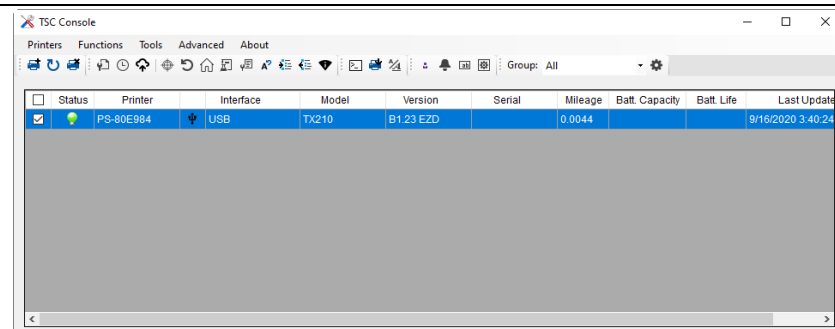 TSC Console
Printers Functions Tools Advanced About
Group: All
Status Printer Interface Model Version Serial Mileage Batt. Capacity Batt. Life Last Update
PS-80E984 USB TX210 B1.23 EZD 0.0044 9/16/2020 3:40:24